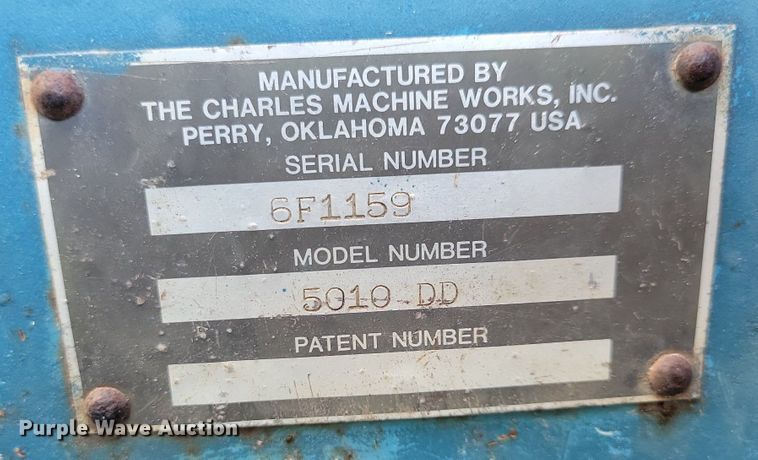 MANUFACTURED BY
THE CHARLES MACHINE WORKS, INC.
PERRY, OKLAHOMA 73077 USA
SERIAL NUMBER
6F1159
MODEL NUMBER
5010 DD
PATENT NUMBER
Purple Wave Auction